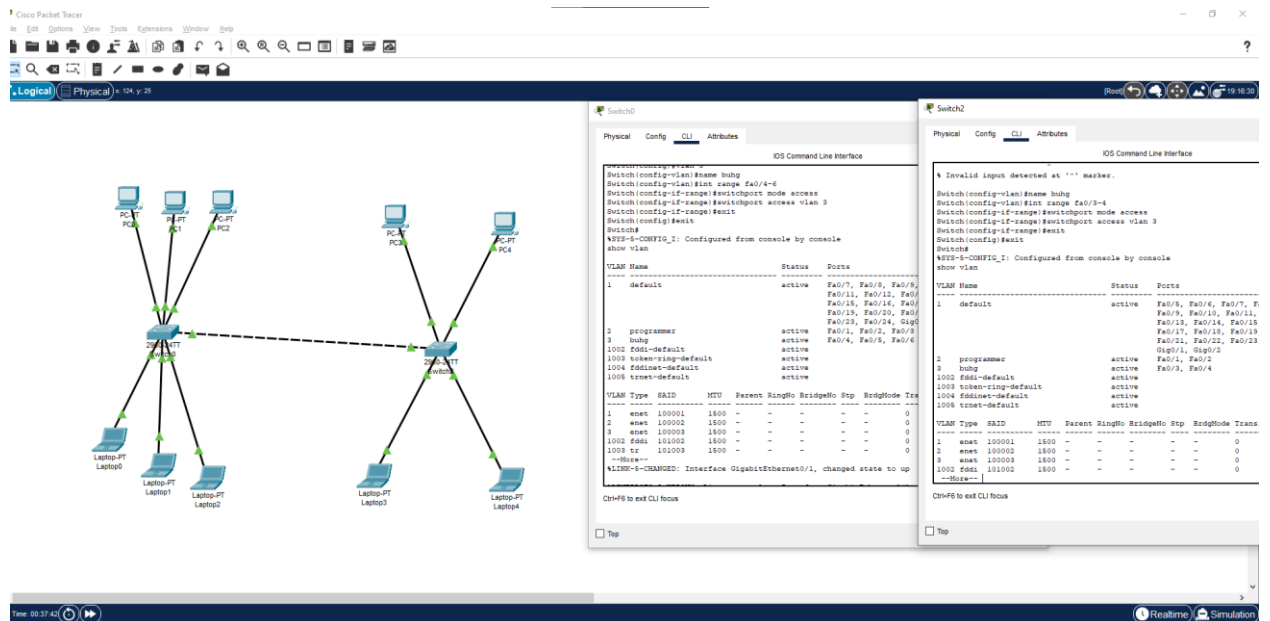 Cisco Packet Tracer
Edit Options View Tools Extensions Window Help
?
Logical Physical x: 124, y: 25
[Root] 19:16:30
PC-PT
PC-PT
PC1
PC-PT
PC2
PC-PT
PC3
PC-PT
PC4
Switch0
Laptop-PT
Laptop0
Laptop-PT
Laptop1
Laptop-PT
Laptop2
Laptop-PT
Laptop3
Laptop-PT
Laptop4
Switch0
Physical Config CLI Attributes
IOS Command Line Interface
Switch(config-vlan)#name buhg
Switch(config-vlan)#int range fa0/4-6
Switch(config-if-range)#switchport mode access
Switch(config-if-range)#switchport access vlan 3
Switch(config-if-range)#exit
Switch(config)#exit
Switch#
%SYS-5-CONFIG_I: Configured from console by console
show vlan
VLAN Name Status Ports
1 default active Fa0/7, Fa0/8, Fa0/9,
Fa0/11, Fa0/12, Fa0/
Fa0/15, Fa0/16, Fa0/
Fa0/19, Fa0/20, Fa0/
Fa0/23, Fa0/24, Gig0
2 programmer active Fa0/1, Fa0/2, Fa0/3
3 buhg active Fa0/4, Fa0/5, Fa0/6
1002 fddi-default active
1003 token-ring-default active
1004 fddinet-default active
1005 trnet-default active
VLAN Type SAID MTU Parent RingNo BridgeNo Stp BrdgMode Tra
1 enet 100001 1500 - - - - - 0
2 enet 100002 1500 - - - - - 0
3 enet 100003 1500 - - - - - 0
1002 fddi 101002 1500 - - - - - 0
1003 tr 101003 1500 - - - - - 0
--More--
%LINK-5-CHANGED: Interface GigabitEthernet0/1, changed state to up
Ctrl+F6 to exit CLI focus
Top
Switch2
Physical Config CLI Attributes
IOS Command Line Interface
^
% Invalid input detected at '^' marker.
Switch(config-vlan)#name buhg
Switch(config-vlan)#int range fa0/3-4
Switch(config-if-range)#switchport mode access
Switch(config-if-range)#switchport access vlan 3
Switch(config-if-range)#exit
Switch(config)#exit
Switch#
%SYS-5-CONFIG_I: Configured from console by console
show vlan
VLAN Name Status Ports
1 default active Fa0/5, Fa0/6, Fa0/7, F
Fa0/9, Fa0/10, Fa0/11,
Fa0/13, Fa0/14, Fa0/15
Fa0/17, Fa0/18, Fa0/19
Fa0/21, Fa0/22, Fa0/23
Gig0/1, Gig0/2
2 programmer active Fa0/1, Fa0/2
3 buhg active Fa0/3, Fa0/4
1002 fddi-default active
1003 token-ring-default active
1004 fddinet-default active
1005 trnet-default active
VLAN Type SAID MTU Parent RingNo BridgeNo Stp BrdgMode Trans
1 enet 100001 1500 - - - - - 0
2 enet 100002 1500 - - - - - 0
3 enet 100003 1500 - - - - - 0
1002 fddi 101002 1500 - - - - - 0
--More--
Ctrl+F6 to exit CLI focus
Top
Time: 00:37:42
Realtime Simulation